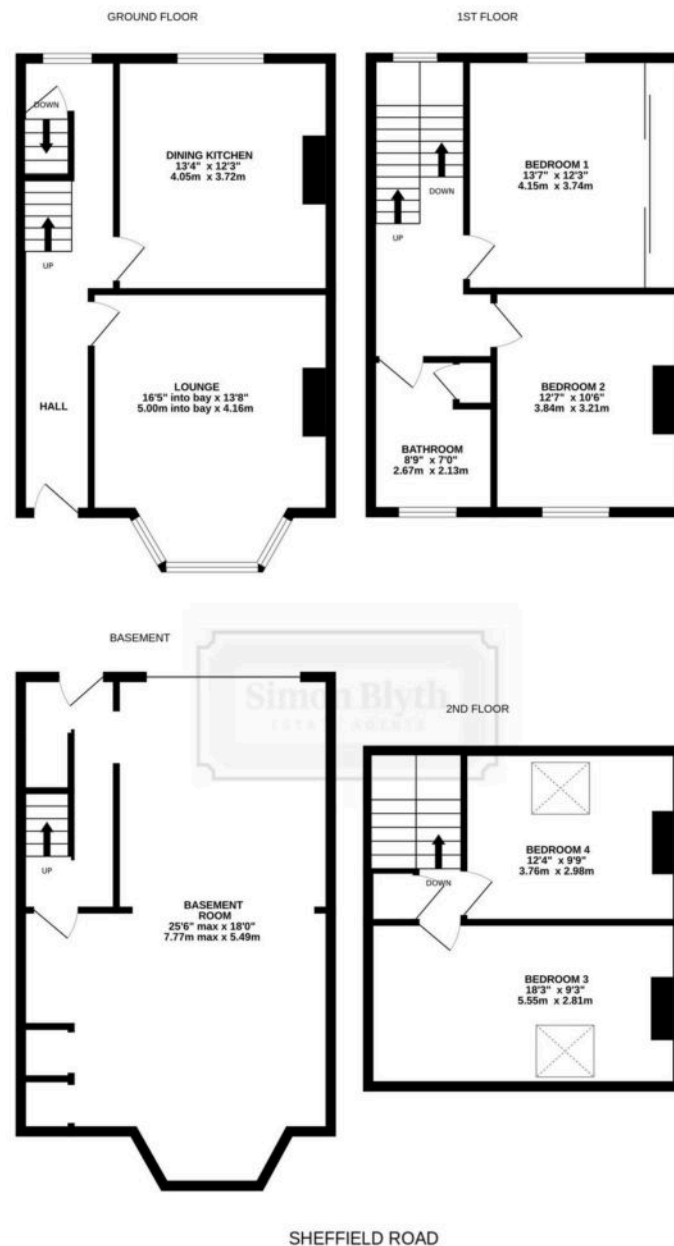 GROUND FLOOR
DOWN
UP
DINING KITCHEN
13'4" x 12'3"
4.05m x 3.72m
LOUNGE
16'5" into bay x 13'8"
5.00m into bay x 4.16m
HALL
1ST FLOOR
DOWN
UP
BEDROOM 1
13'7" x 12'3"
4.15m x 3.74m
BEDROOM 2
12'7" x 10'6"
3.84m x 3.21m
BATHROOM
8'9" x 7'0"
2.67m x 2.13m
BASEMENT
UP
BASEMENT
ROOM
25'6" max x 18'0"
7.77m max x 5.49m
Simon Blyth
ESTATE AGENTS
2ND FLOOR
BEDROOM 4
12'4" x 9'9"
3.76m x 2.98m
DOWN
BEDROOM 3
18'3" x 9'3"
5.55m x 2.81m
SHEFFIELD ROAD